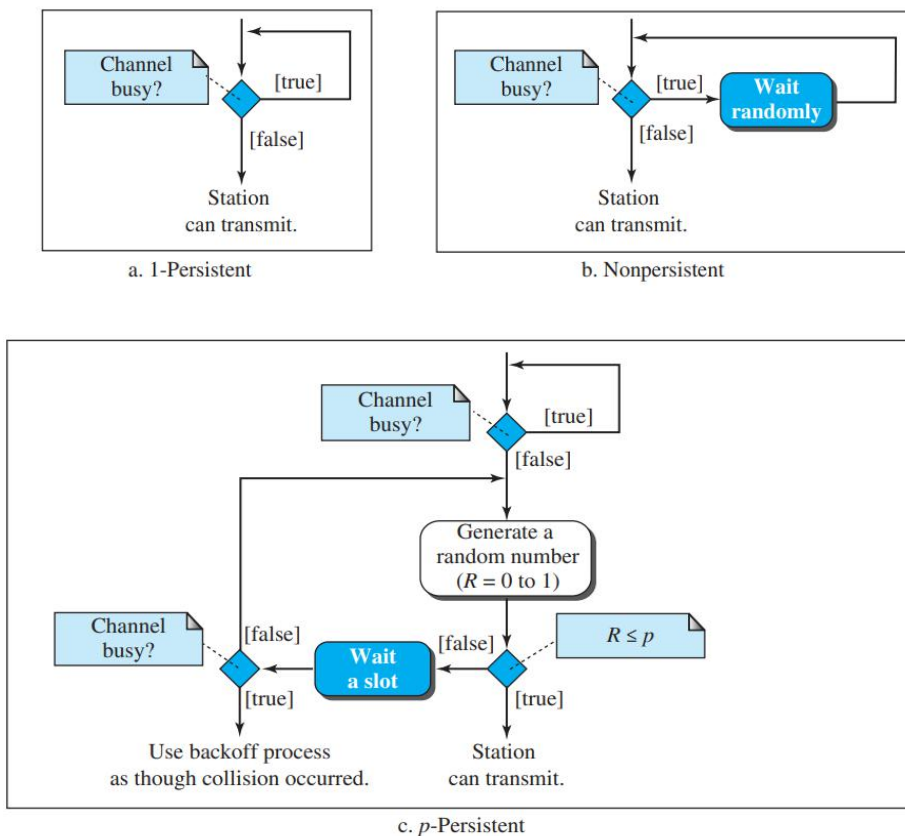 Channel
busy?
[true]
[false]
Station
can transmit.
a. 1-Persistent
Channel
busy?
[true]
Wait
randomly
[false]
Station
can transmit.
b. Nonpersistent
Channel
busy?
[true]
[false]
Generate a
random number
(R = 0 to 1)
Channel
busy?
[false]
[true]
Wait
a slot
[false]
R ≤ p
[true]
Use backoff process
as though collision occurred.
Station
can transmit.
c. p-Persistent